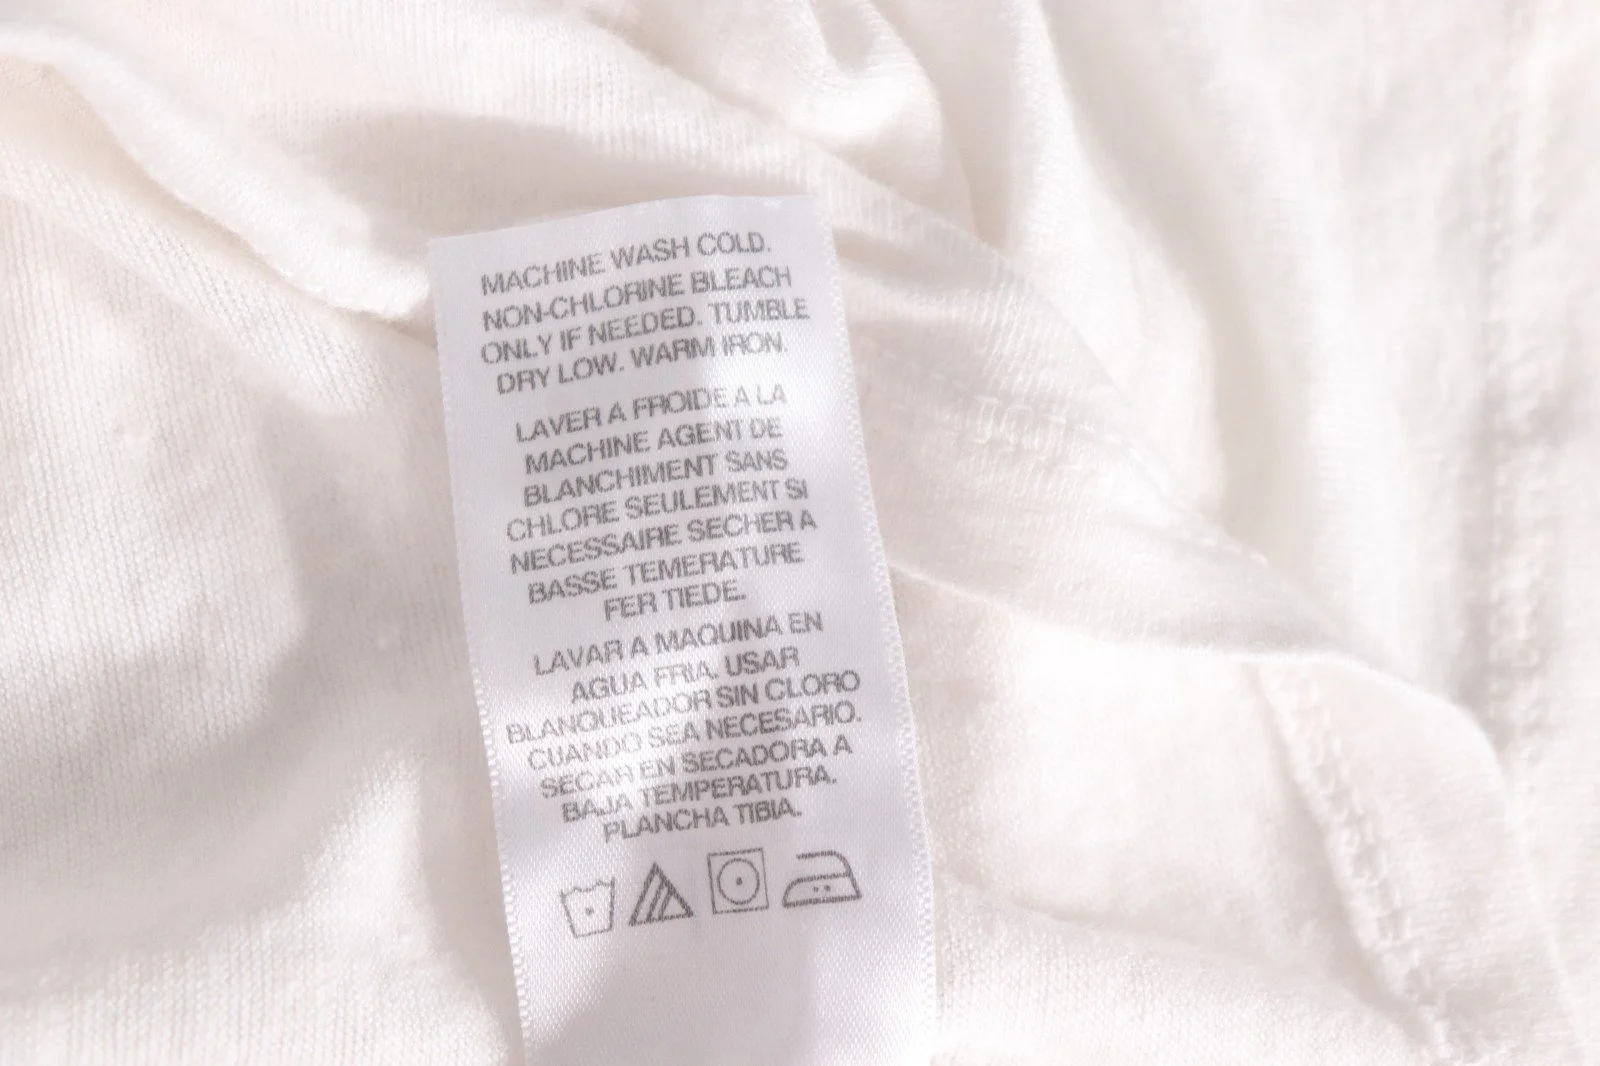 MACHINE WASH COLD.
NON-CHLORINE BLEACH
ONLY IF NEEDED. TUMBLE
DRY LOW. WARM IRON.
LAVER A FROIDE A LA
MACHINE AGENT DE
BLANCHIMENT SANS
CHLORE SEULEMENT SI
NECESSAIRE SECHER A
BASSE TEMERATURE
FER TIEDE.
LAVAR A MAQUINA EN
AGUA FRIA. USAR
BLANQUEADOR SIN CLORO
CUANDO SEA NECESARIO.
SECAR EN SECADORA A
BAJA TEMPERATURA.
PLANCHA TIBIA.